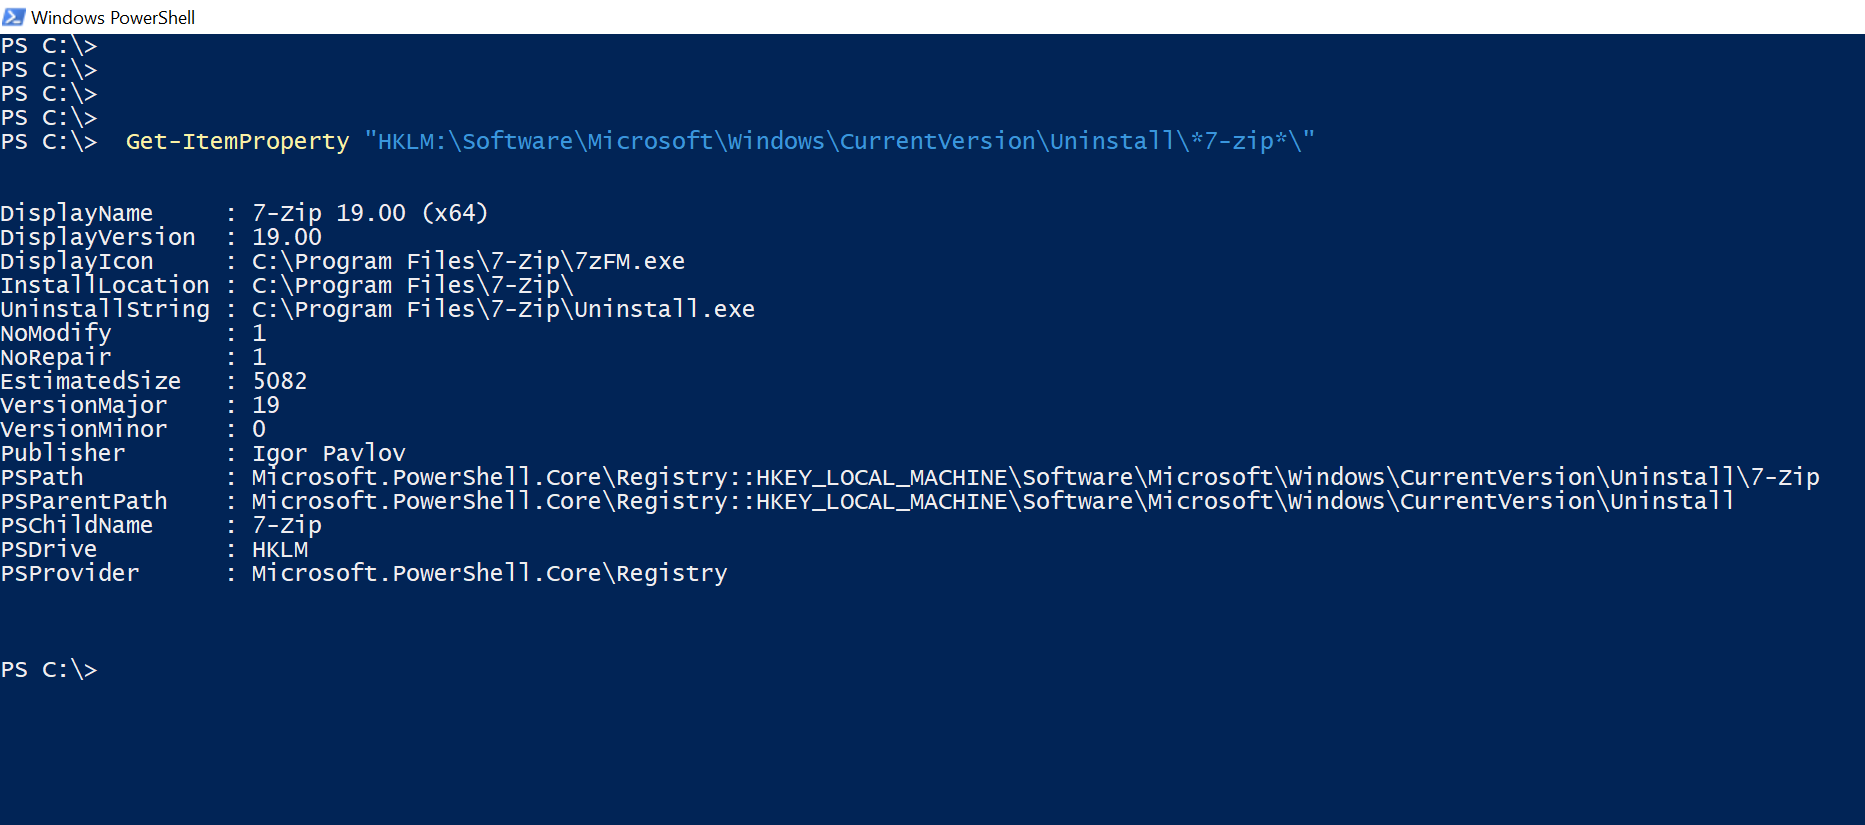 Windows PowerShell
PS C:\>
PS C:\>
PS C:\>
PS C:\>
PS C:\>  Get-ItemProperty "HKLM:\Software\Microsoft\Windows\CurrentVersion\Uninstall\*7-zip*\"
DisplayName     : 7-Zip 19.00 (x64)
DisplayVersion  : 19.00
DisplayIcon     : C:\Program Files\7-Zip\7zFM.exe
InstallLocation : C:\Program Files\7-Zip\
UninstallString : C:\Program Files\7-Zip\Uninstall.exe
NoModify        : 1
NoRepair        : 1
EstimatedSize   : 5082
VersionMajor    : 19
VersionMinor    : 0
Publisher       : Igor Pavlov
PSPath          : Microsoft.PowerShell.Core\Registry::HKEY_LOCAL_MACHINE\Software\Microsoft\Windows\CurrentVersion\Uninstall\7-Zip
PSParentPath    : Microsoft.PowerShell.Core\Registry::HKEY_LOCAL_MACHINE\Software\Microsoft\Windows\CurrentVersion\Uninstall
PSChildName     : 7-Zip
PSDrive         : HKLM
PSProvider      : Microsoft.PowerShell.Core\Registry
PS C:\>